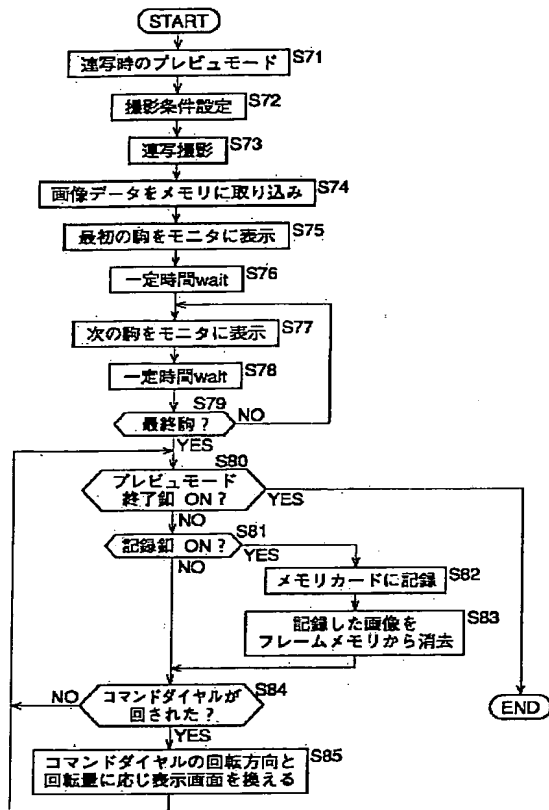 START
連写時のプレビュモード
S71
撮影条件設定
S72
連写撮影
S73
画像データをメモリに取り込み
S74
最初の駒をモニタに表示
S75
一定時間wait
S76
次の駒をモニタに表示
S77
一定時間wait
S78
S79
最終駒?
NO
YES
S80
プレビュモード
終了釦 ON?
YES
NO
S81
記録釦 ON?
YES
NO
メモリカードに記録
S82
記録した画像を
フレームメモリから消去
S83
コマンドダイヤルが
回された?
S84
NO
YES
END
コマンドダイヤルの回転方向と
回転量に応じ表示画面を換える
S85